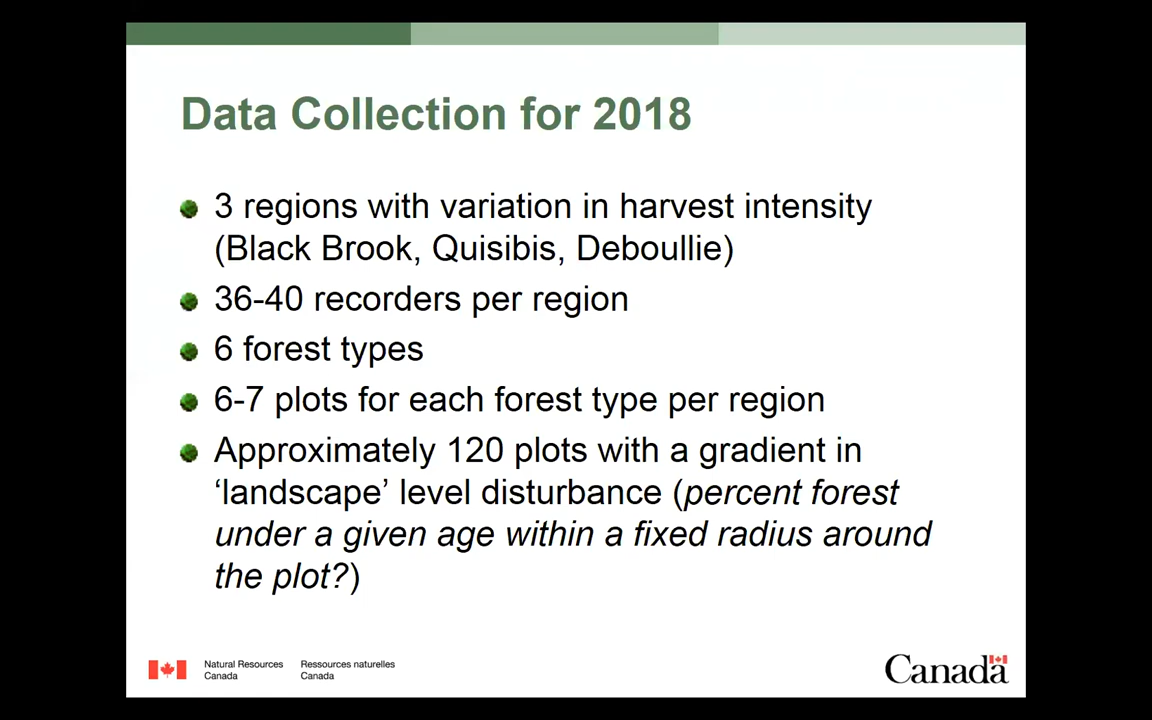 Data Collection for 2018
3 regions with variation in harvest intensity
(Black Brook, Quisibis, Deboullie)
36-40 recorders per region
6 forest types
6-7 plots for each forest type per region
Approximately 120 plots with a gradient in
‘landscape’ level disturbance (percent forest
under a given age within a fixed radius around
the plot?)
Natural Resources
Canada
Ressources naturelles
Canada
Canada